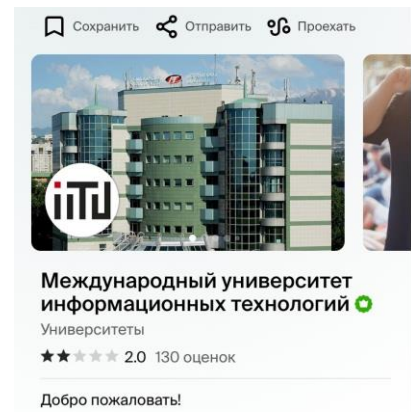 Сохранить Отправить Проехать
iiTU
Международный университет
информационных технологий
Университеты
2.0 130 оценок
Добро пожаловать!